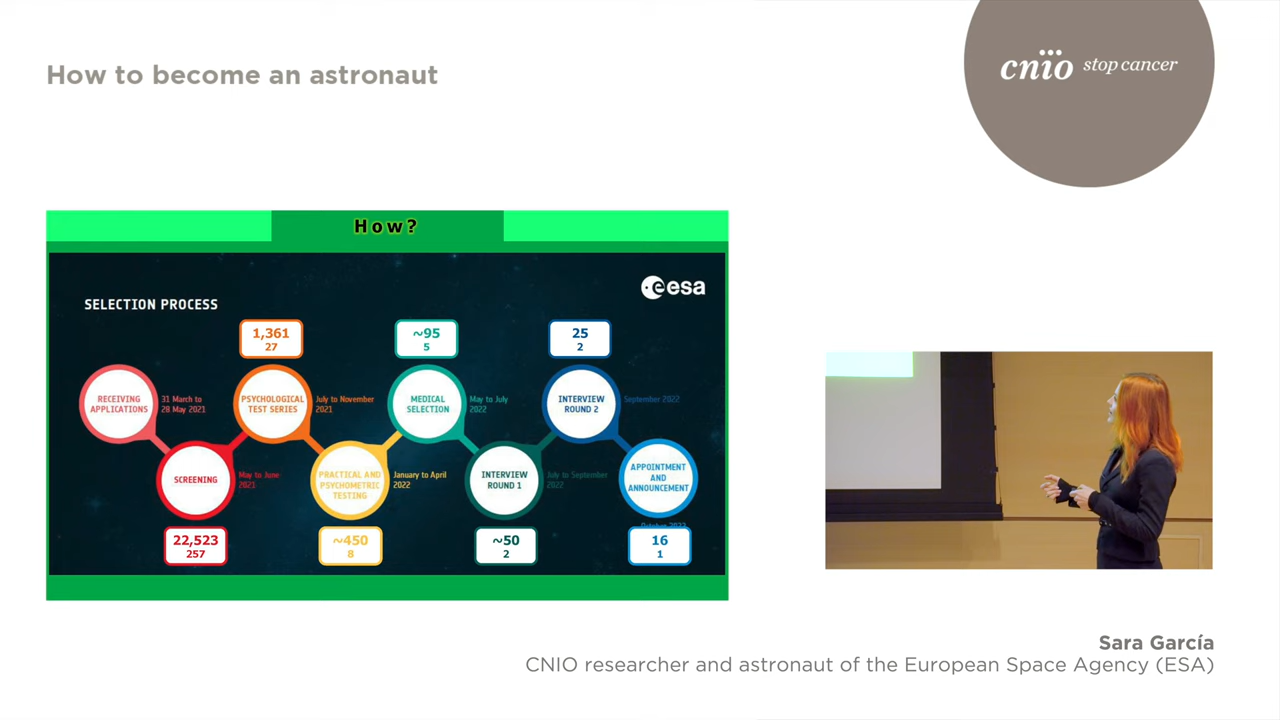 How to become an astronaut
cnio stop cancer
How?
esa
SELECTION PROCESS
1,361
27
~95
5
25
2
RECEIVING
APPLICATIONS
31 March to
28 May 2021
PSYCHOLOGICAL
TEST SERIES
July to November
2021
MEDICAL
SELECTION
May to July
2022
INTERVIEW
ROUND 2
September 2022
SCREENING
May to June
2021
PRACTICAL AND
PSYCHOMETRIC
TESTING
January to April
2022
INTERVIEW
ROUND 1
July to September
2022
APPOINTMENT
AND
ANNOUNCEMENT
October 2022
22,523
257
~450
8
~50
2
16
1
Sara García
CNIO researcher and astronaut of the European Space Agency (ESA)